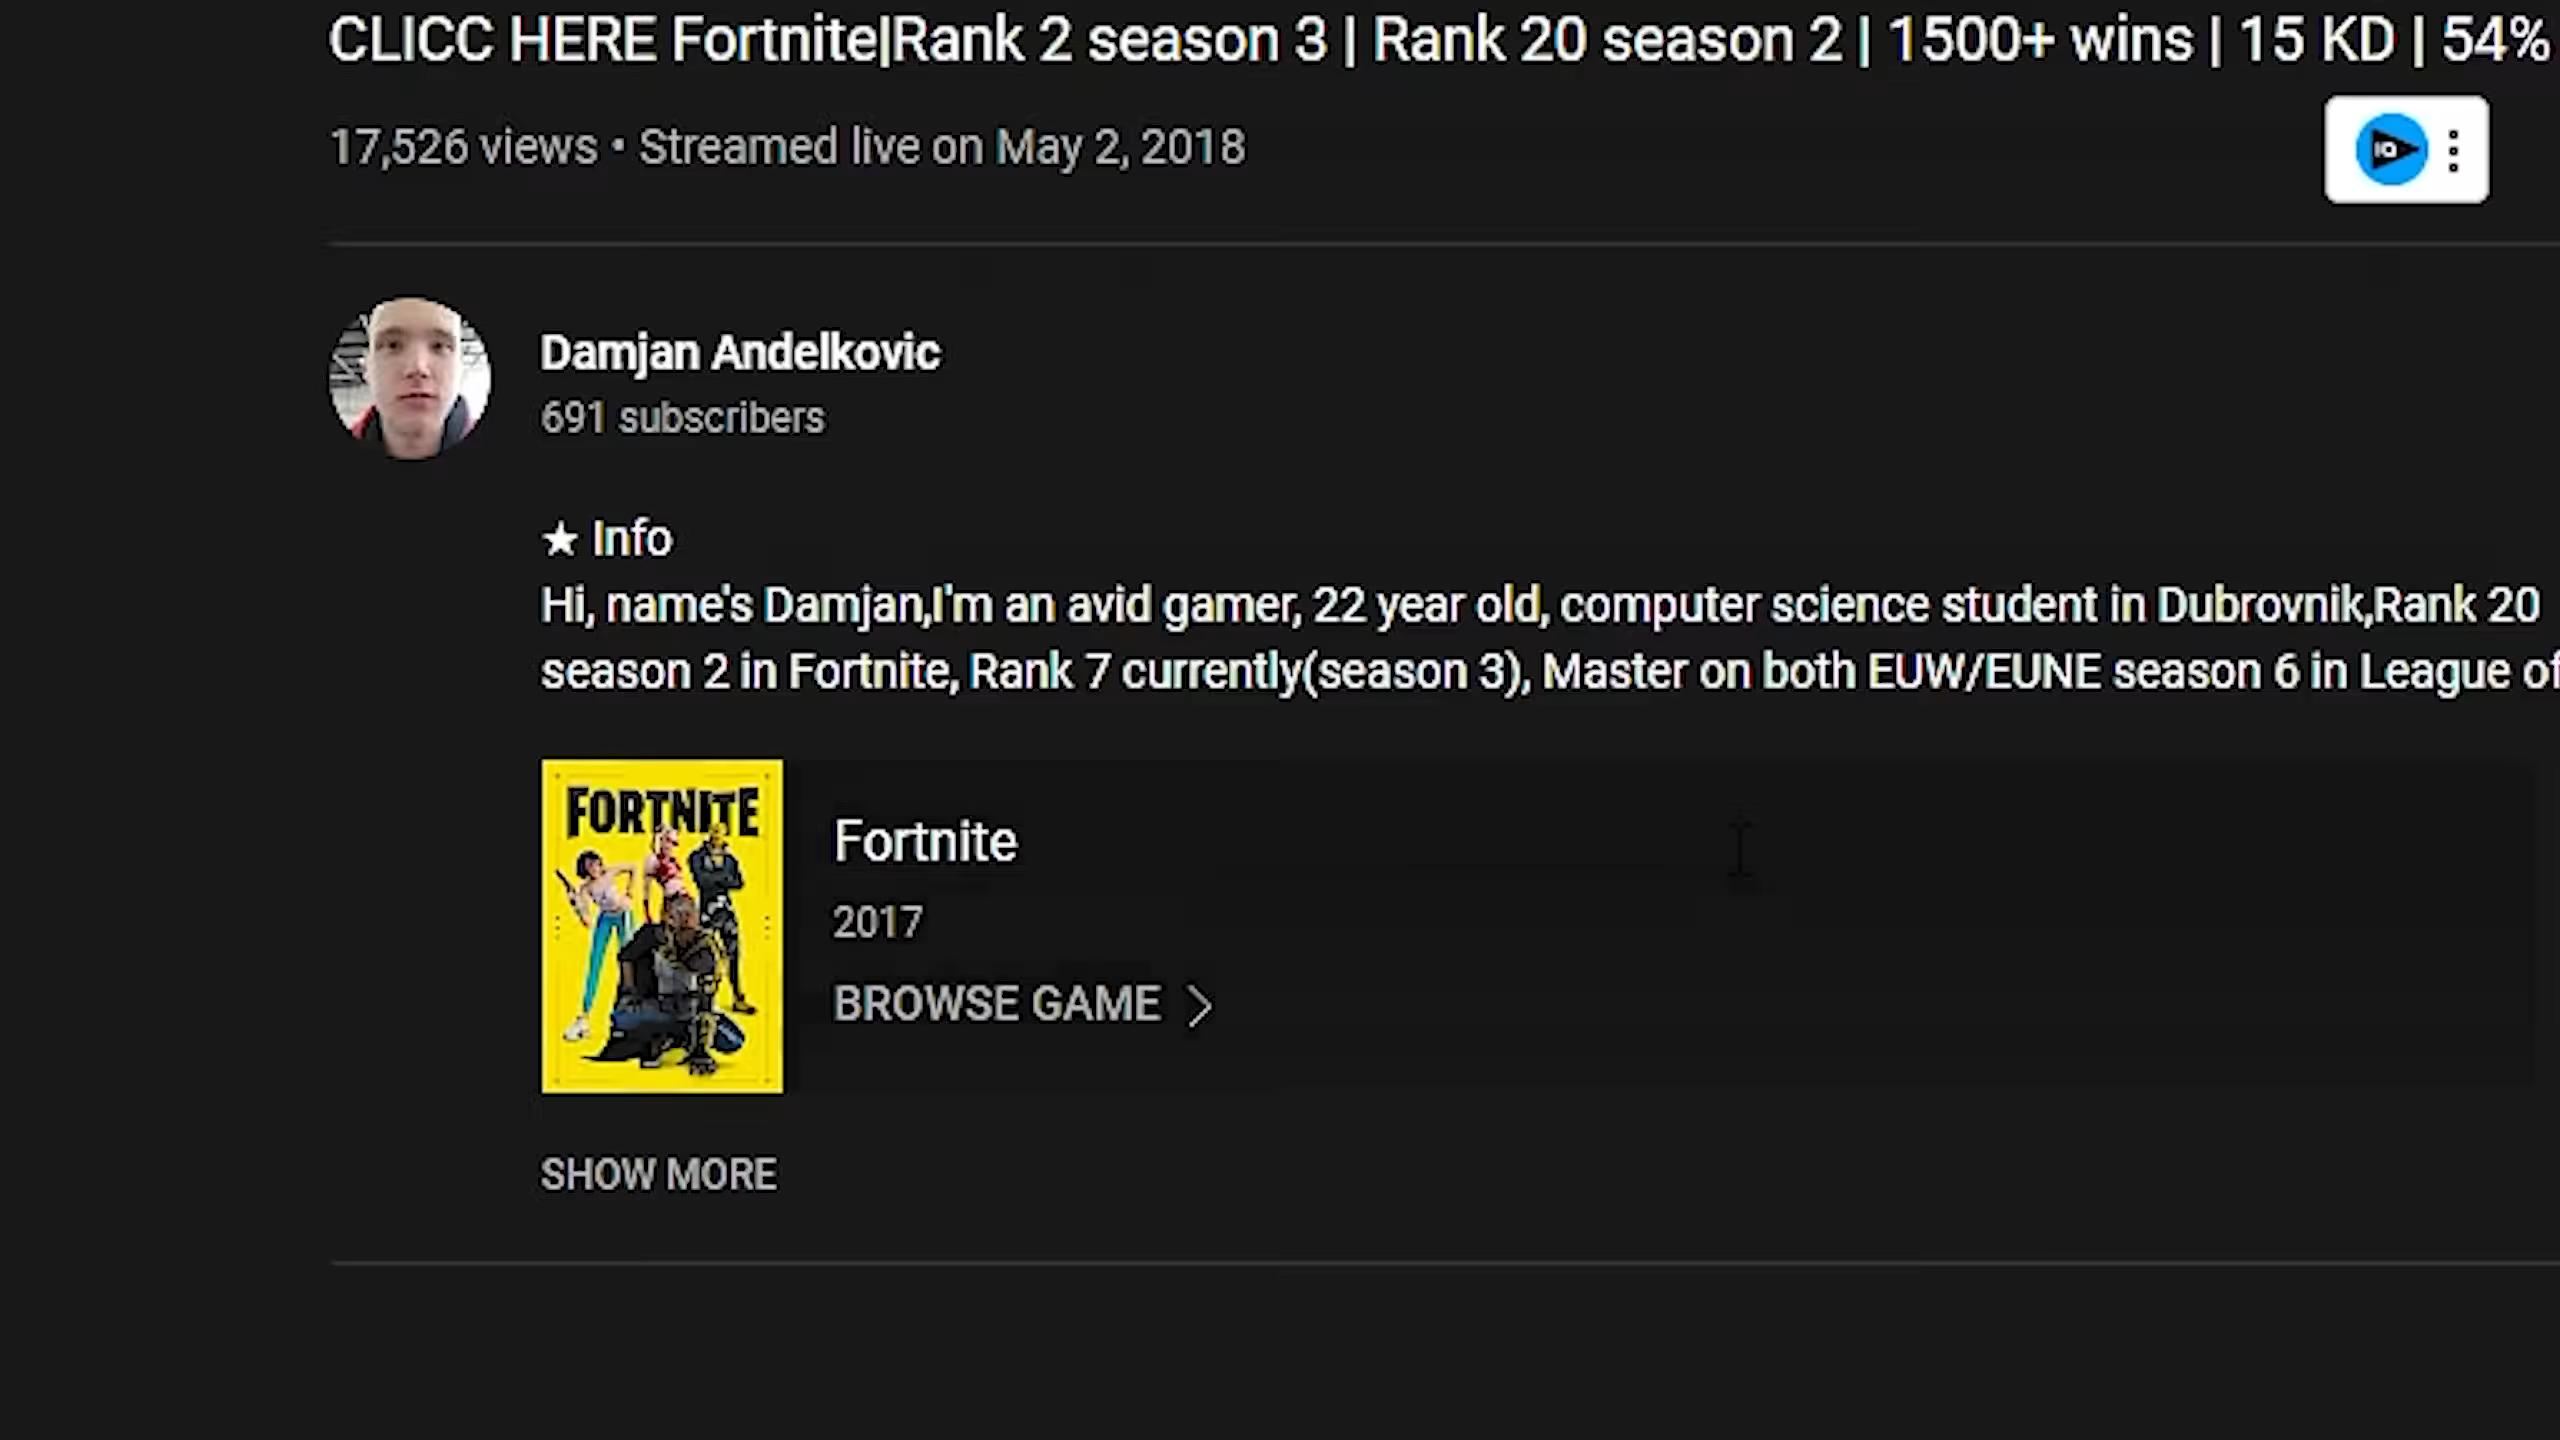 CLICC HERE Fortnite|Rank 2 season 3 | Rank 20 season 2 | 1500+ wins | 15 KD | 54%
17,526 views • Streamed live on May 2, 2018
IQ
Damjan Andelkovic
691 subscribers
★ Info
Hi, name's Damjan,I'm an avid gamer, 22 year old, computer science student in Dubrovnik,Rank 20
season 2 in Fortnite, Rank 7 currently(season 3), Master on both EUW/EUNE season 6 in League of
FORTNITE
Fortnite
2017
BROWSE GAME
SHOW MORE